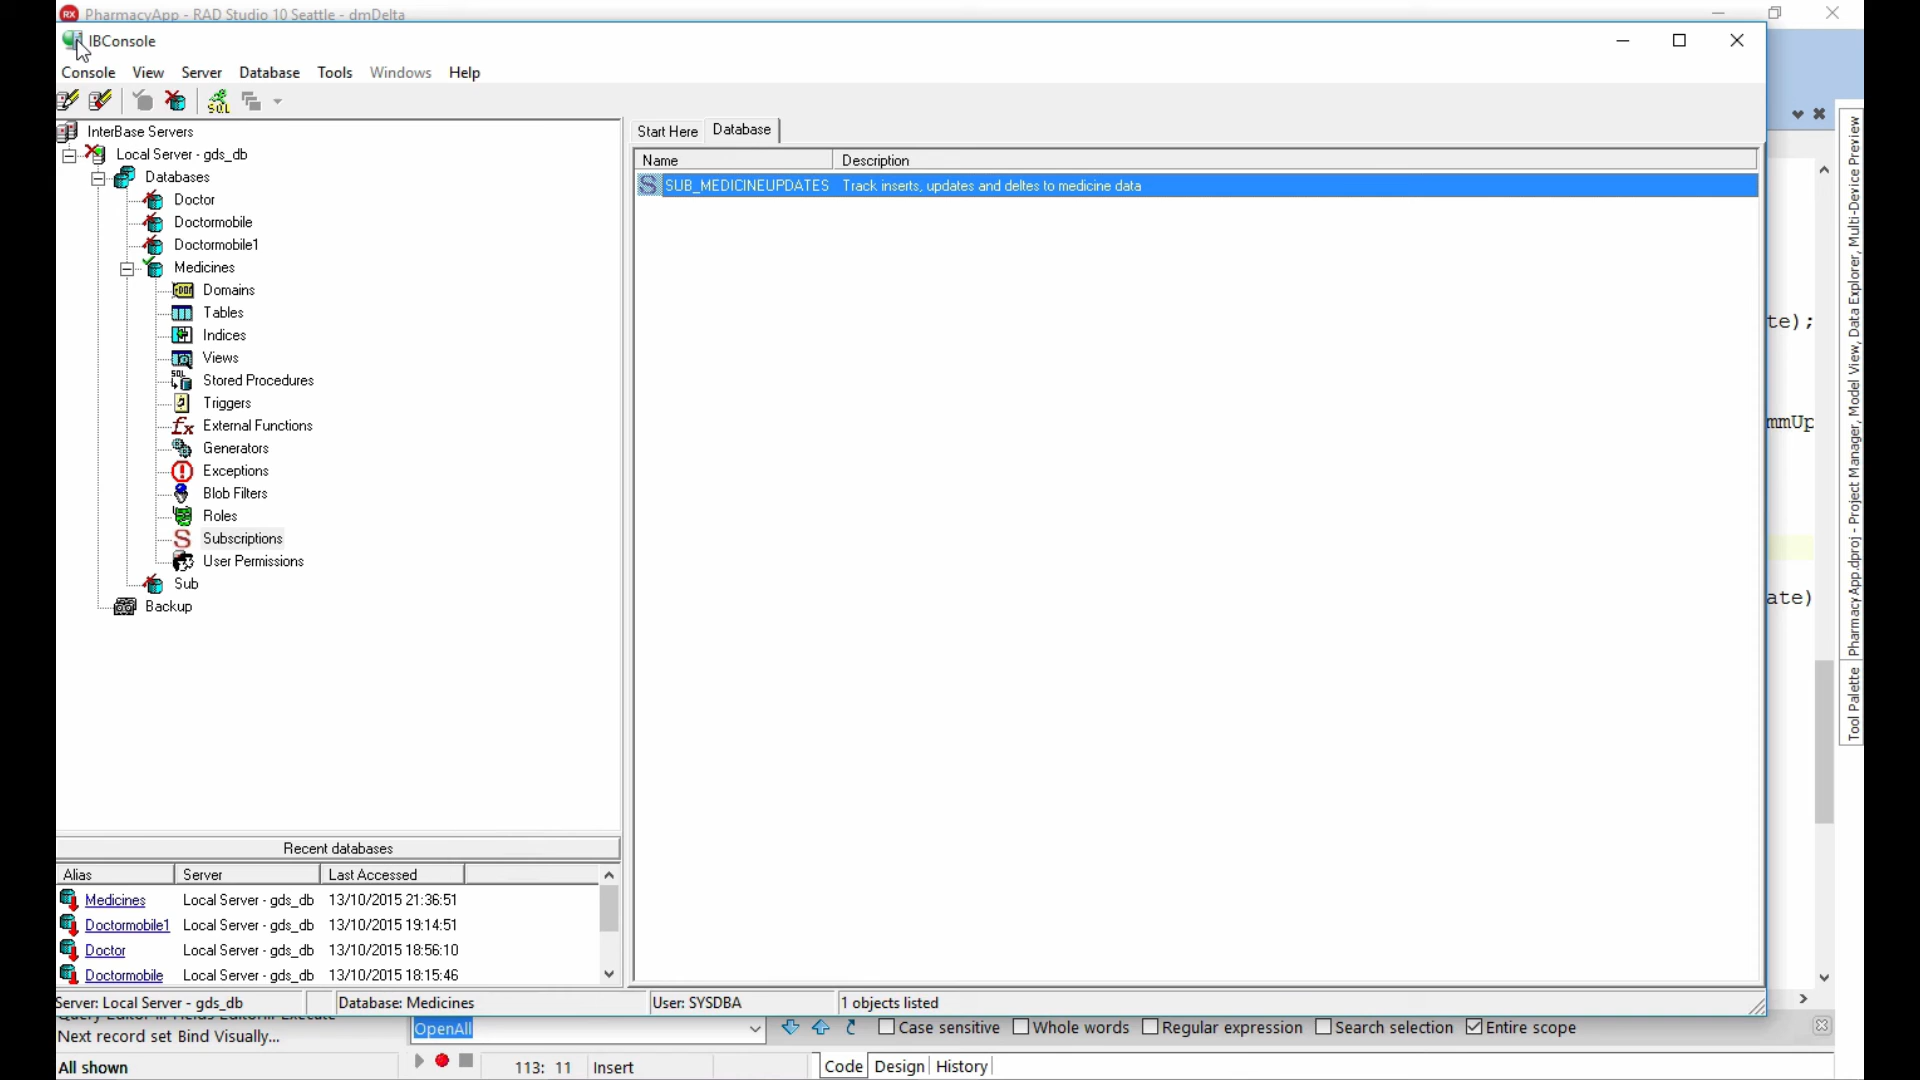 PharmacyApp - RAD Studio 10 Seattle - dmDelta
IBConsole
Console View Server Database Tools Windows Help
SQL
InterBase Servers
Local Server - gds_db
Databases
Doctor
Doctormobile
Doctormobile1
Medicines
Domains
Tables
Indices
Views
Stored Procedures
Triggers
External Functions
Generators
Exceptions
Blob Filters
Roles
Subscriptions
User Permissions
Sub
Backup
Start Here Database
Name Description
SUB_MEDICINEUPDATES Track inserts, updates and deltes to medicine data
te);
mmUp
ate)
PharmacyApp.dproj - Project Manager, Model View, Data Explorer, Multi-Device Preview
Tool Palette
Recent databases
Alias Server Last Accessed
Medicines Local Server - gds_db 13/10/2015 21:36:51
Doctormobile1 Local Server - gds_db 13/10/2015 19:14:51
Doctor Local Server - gds_db 13/10/2015 18:56:10
Doctormobile Local Server - gds_db 13/10/2015 18:15:46
Server: Local Server - gds_db Database: Medicines User: SYSDBA 1 objects listed
Next record set Bind Visually...
OpenAll Case sensitive Whole words Regular expression Search selection Entire scope
All shown 113: 11 Insert Code Design History